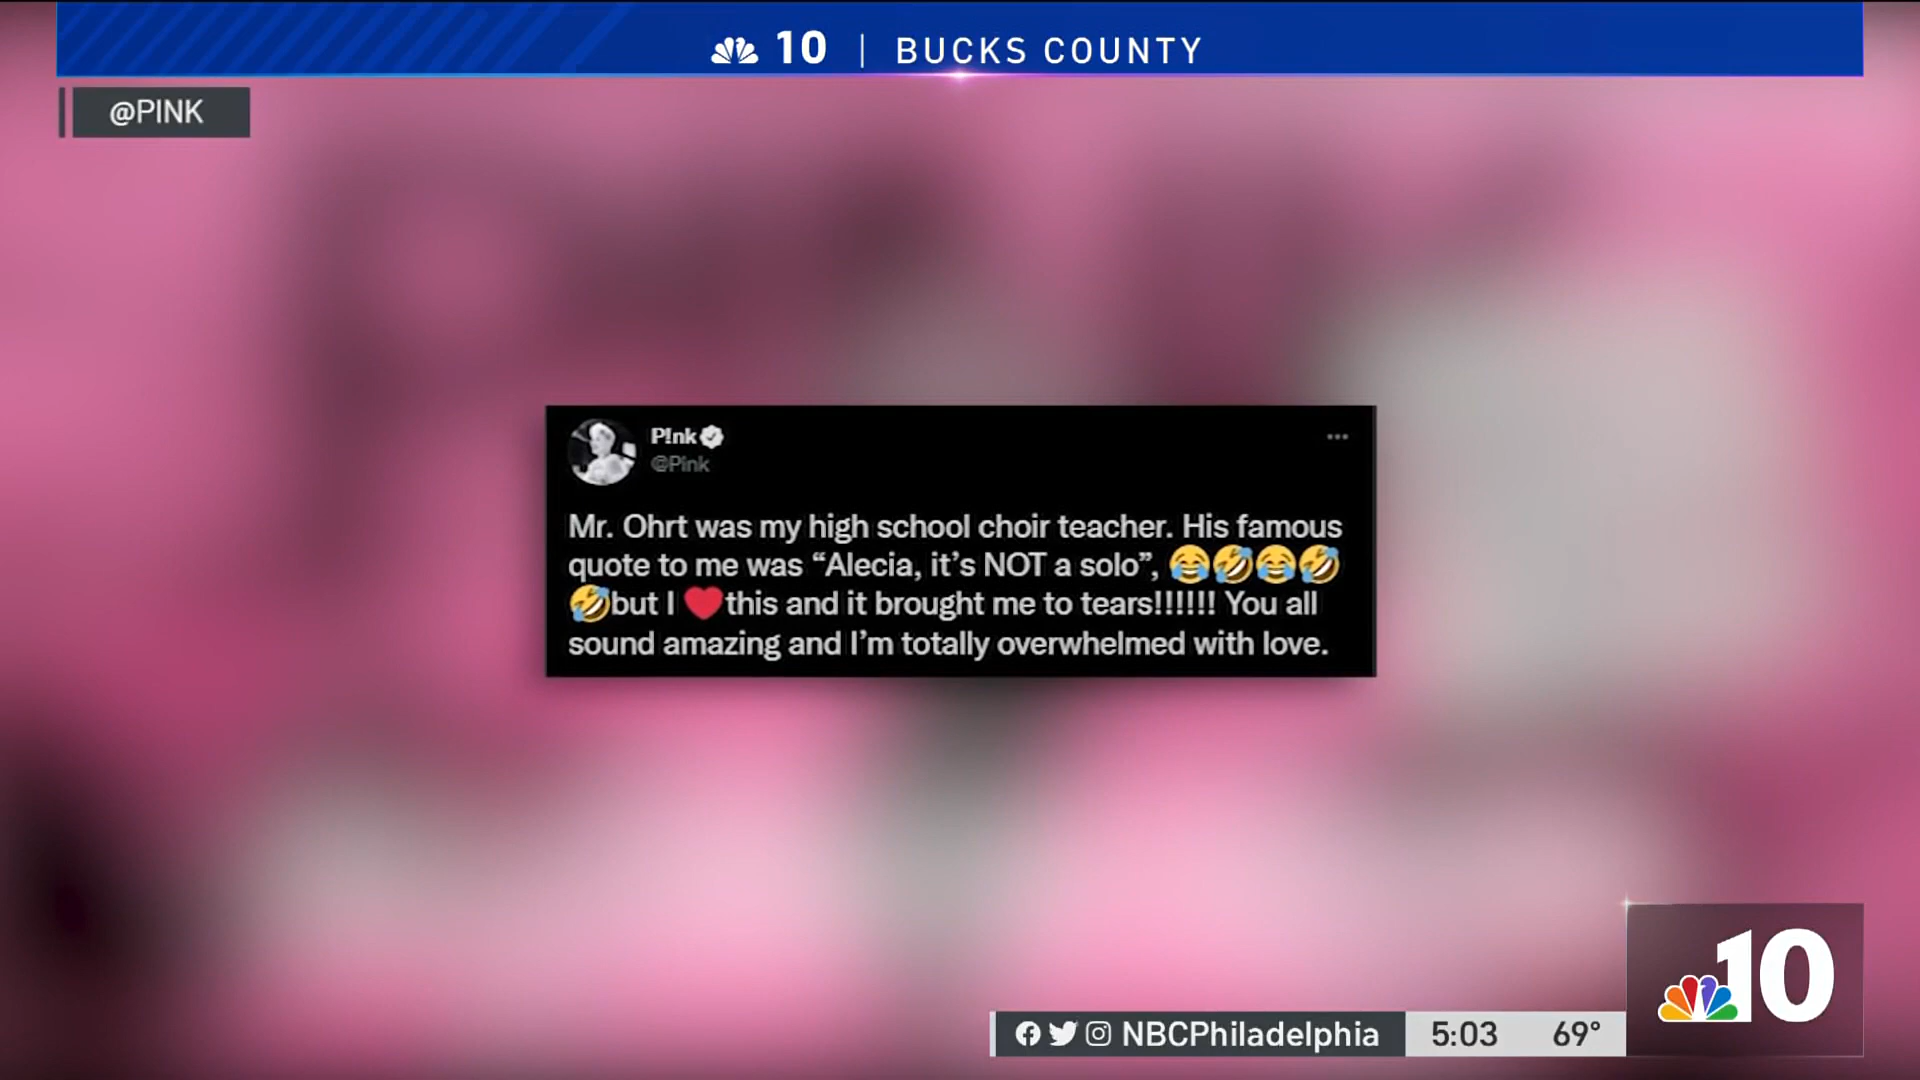 10 | BUCKS COUNTY
@PINK
P!nk
@Pink
Mr. Ohrt was my high school choir teacher. His famous
quote to me was “Alecia, it’s NOT a solo”, 😂🤣😂🤣
🤣but I ❤️this and it brought me to tears!!!!!! You all
sound amazing and I’m totally overwhelmed with love.
10
NBCPhiladelphia 5:03 69°